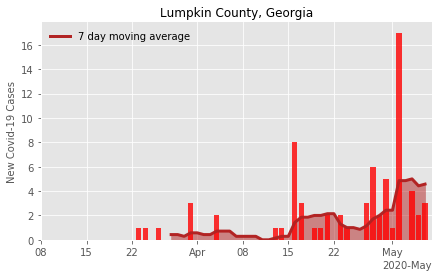 Lumpkin County, Georgia
7 day moving average
New Covid-19 Cases
16
14
12
10
8
6
4
2
0
08 15 22 Apr 08 15 22 May
2020-May